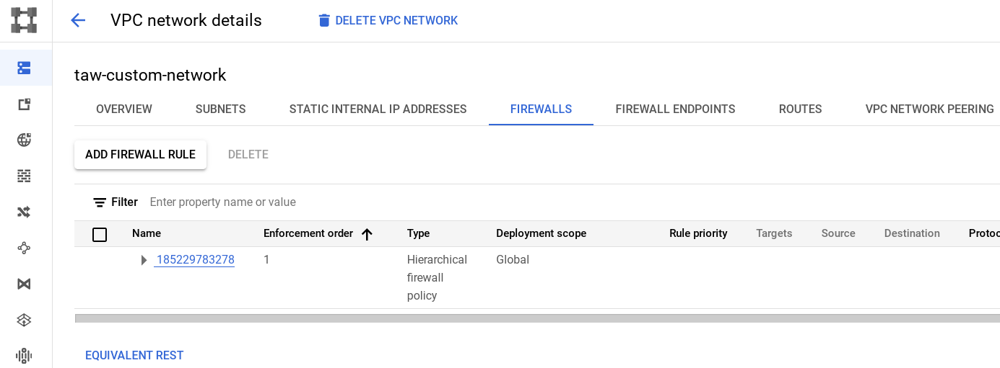 VPC network details
DELETE VPC NETWORK
taw-custom-network
OVERVIEW SUBNETS STATIC INTERNAL IP ADDRESSES FIREWALLS FIREWALL ENDPOINTS ROUTES VPC NETWORK PEERING
ADD FIREWALL RULE DELETE
Filter Enter property name or value
Name Enforcement order Type Deployment scope Rule priority Targets Source Destination Protoc
185229783278 1 Hierarchical Global
firewall
policy
EQUIVALENT REST